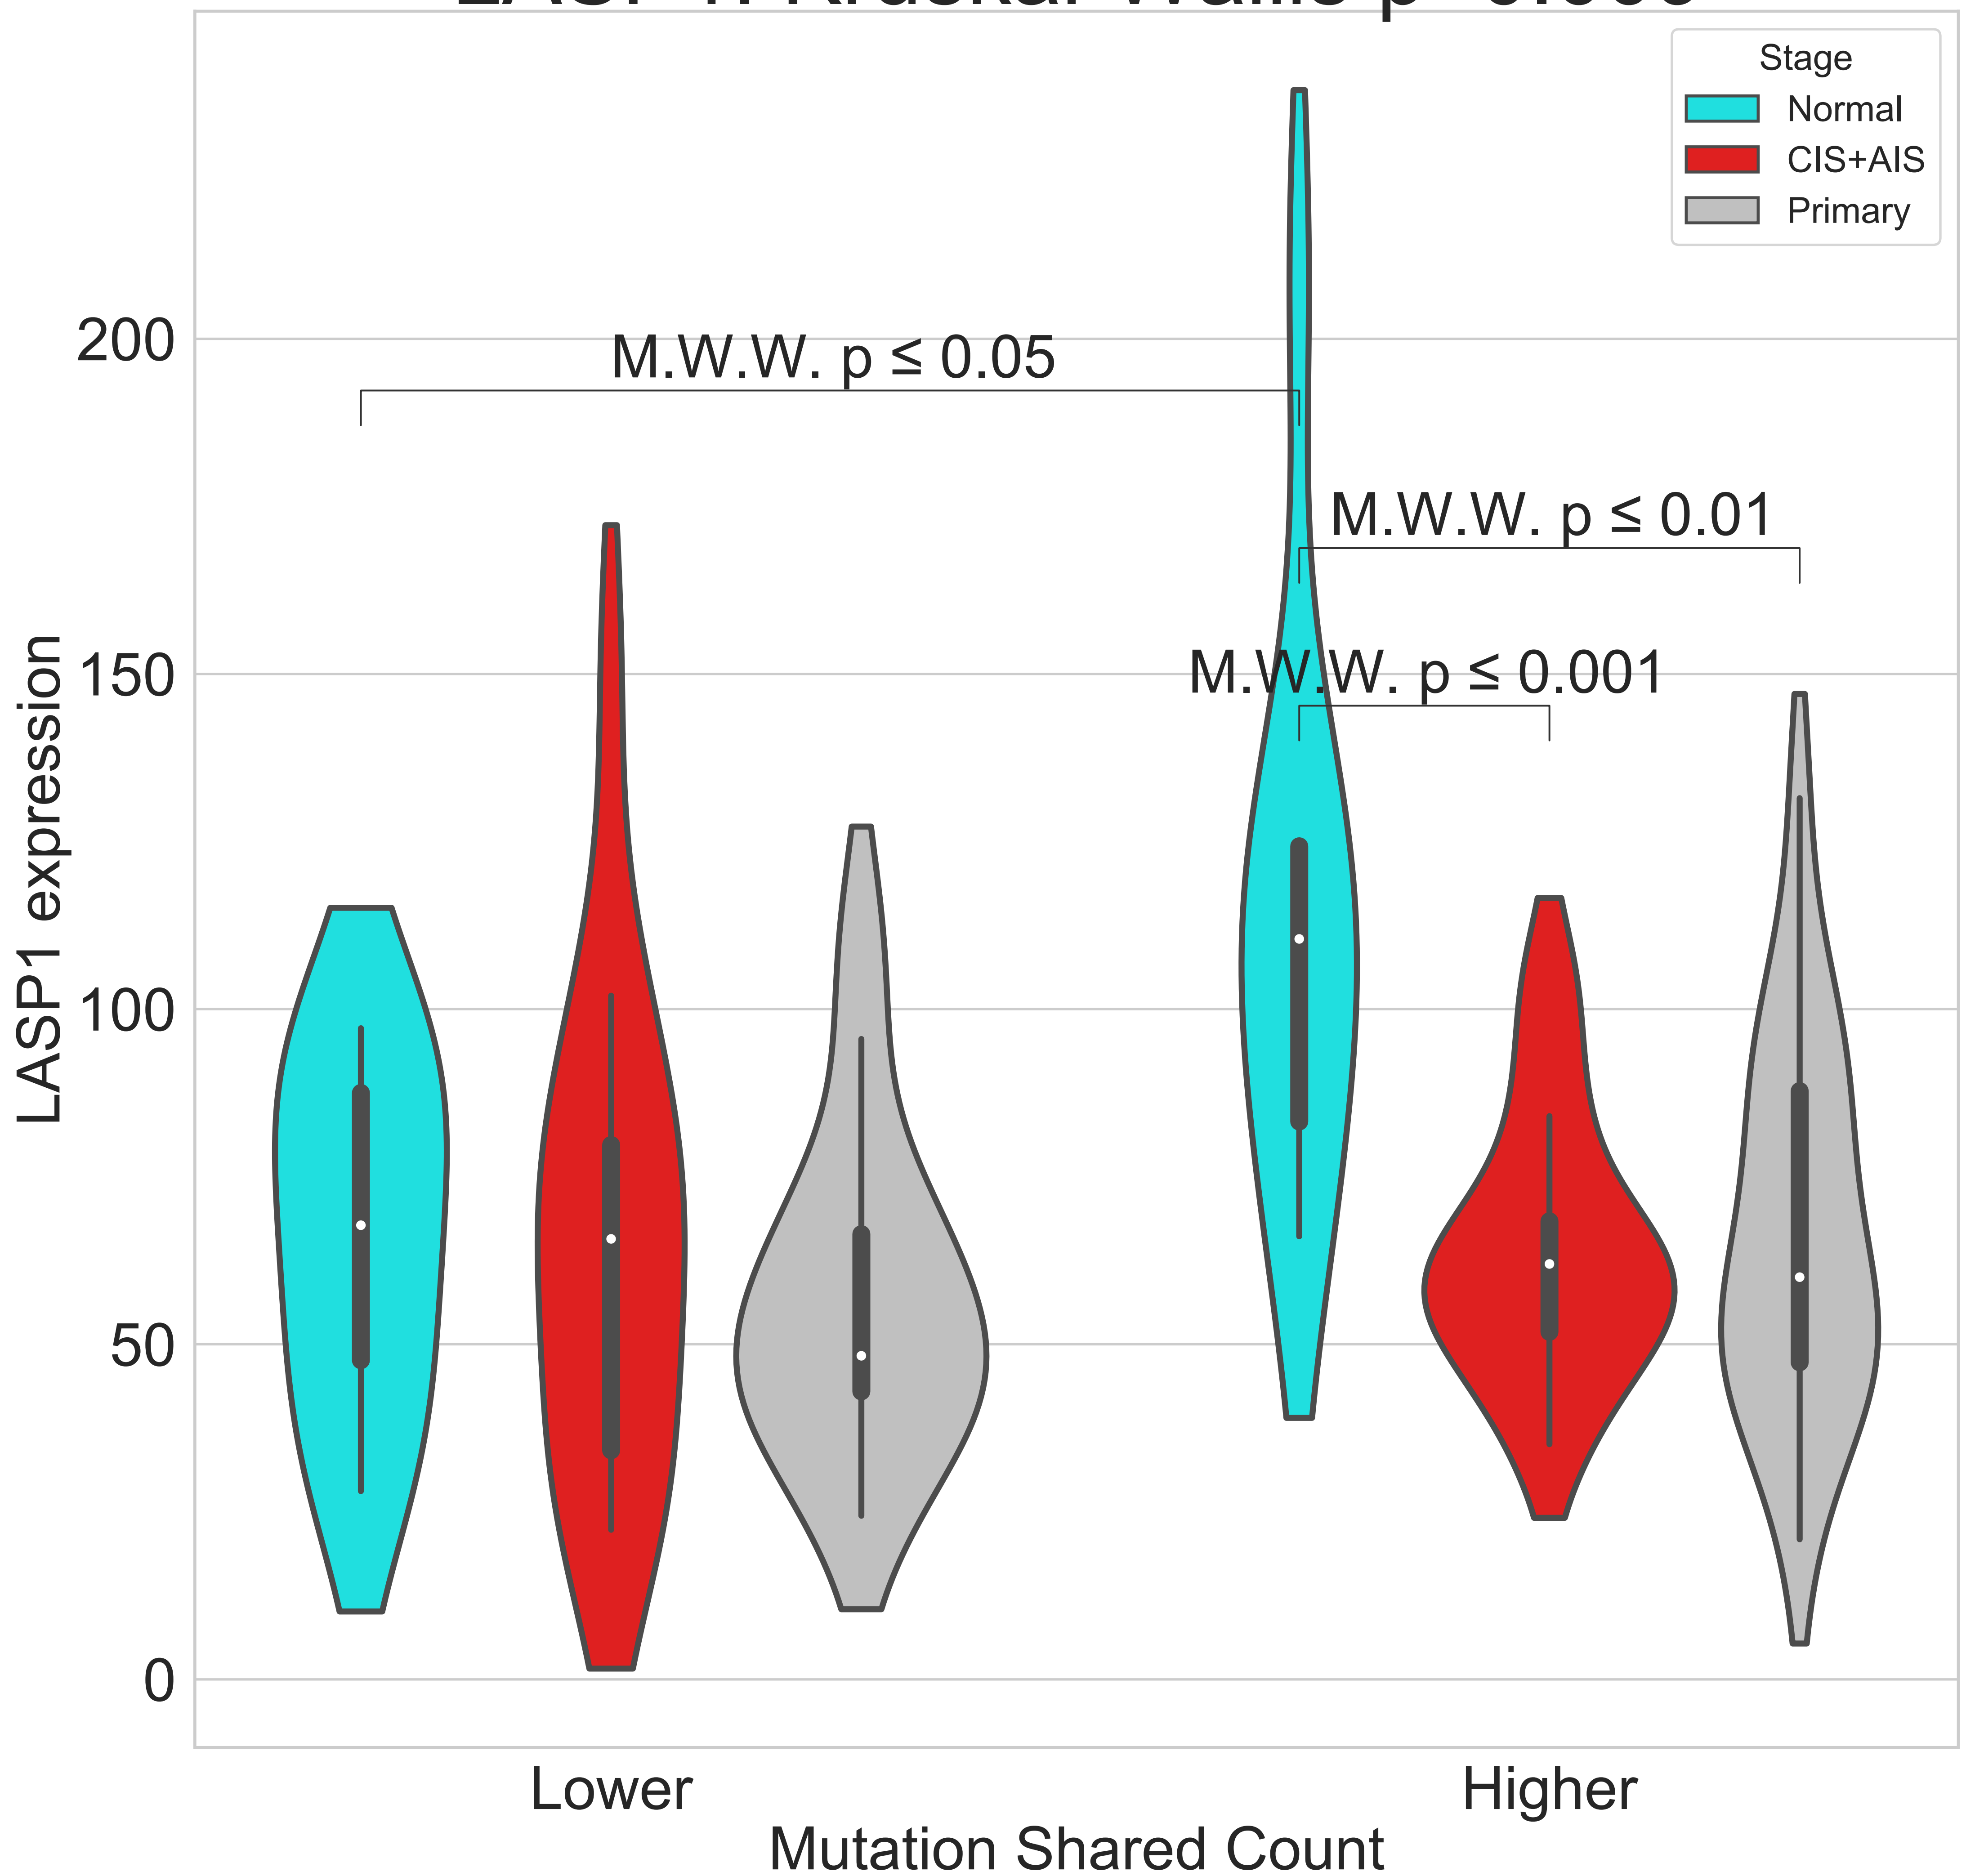 Stage
Normal
CIS+AIS
Primary
200
M.W.W. p ≤ 0.05
M.W.W. p ≤ 0.01
150
M.W.W. p ≤ 0.001
LASP1 expression
100
50
0
Lower
Higher
Mutation Shared Count